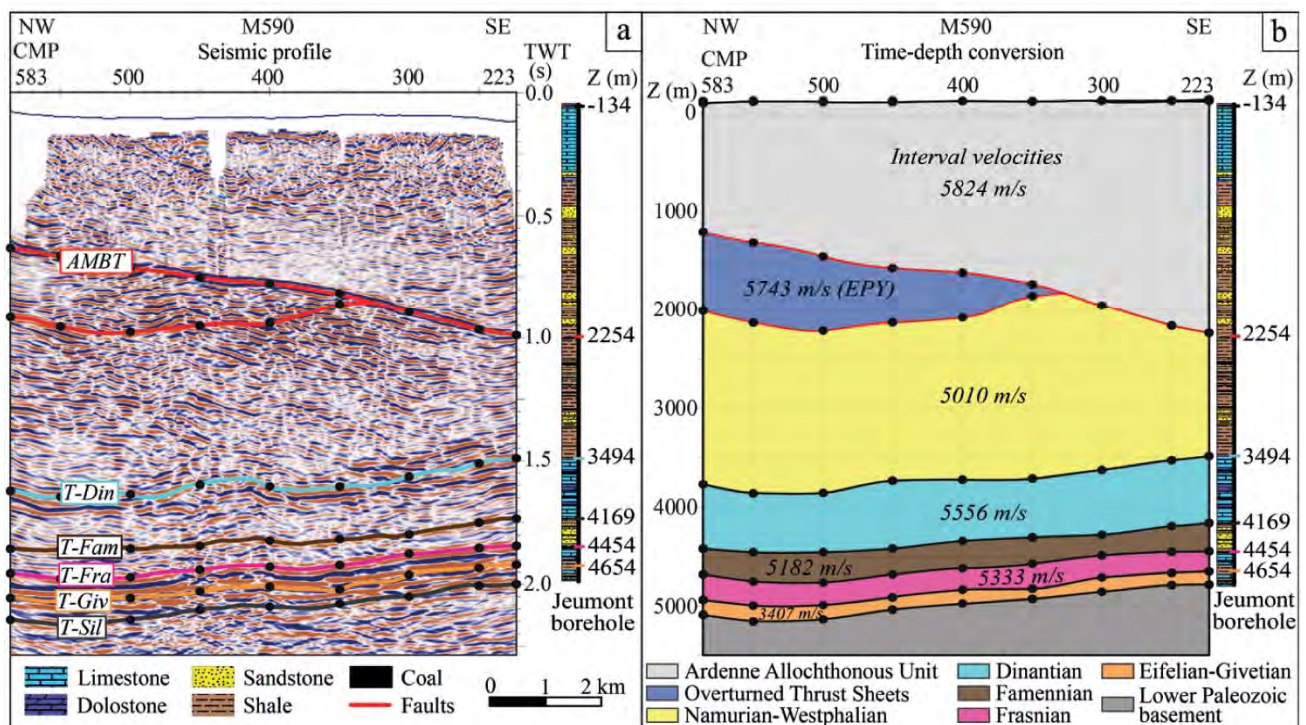 NW M590 SE a
CMP Seismic profile TWT
583 500 400 300 223 (s) Z (m)
0.0 -134
0.5
AMBT
1.0 2254
1.5 3494
T-Din
4169
T-Fam
4454
T-Fra
4654
T-Giv
2.0
T-Sil
Jeumont
borehole
Limestone Sandstone Coal 0 1 2 km
Dolostone Shale Faults
NW M590 SE b
CMP Time-depth conversion
Z (m) 583 500 400 300 223 Z (m)
0 -134
Interval velocities
5824 m/s
1000
5743 m/s (EPY)
2000
2254
5010 m/s
3000
3494
4000
5556 m/s
4169
5182 m/s
4454
5333 m/s
4654
5000
3407 m/s
Jeumont
borehole
Ardenne Allochthonous Unit Dinantian Eifelian-Givetian
Overturned Thrust Sheets Famennian Lower Paleozoic
Namurian-Westphalian Frasnian basement